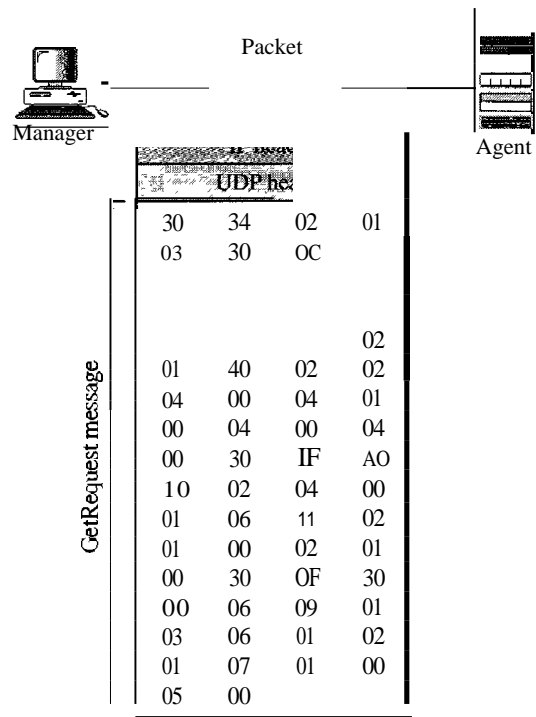 Packet
Manager
Agent
UDP
30 34 02 01
03 30 OC
02
01 40 02 02
04 00 04 01
00 04 00 04
00 30 IF AO
10 02 04 00
01 06 11 02
01 00 02 01
00 30 OF 30
00 06 09 01
03 06 01 02
01 07 01 00
05 00
GetRequest message